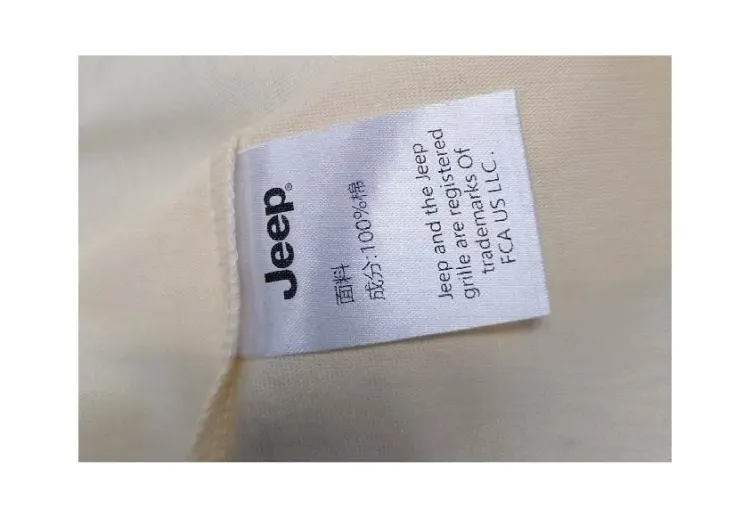 Jeep®
面料
成分:100%棉
Jeep and the Jeep
grille are registered
trademarks Of
FCA US LLC .